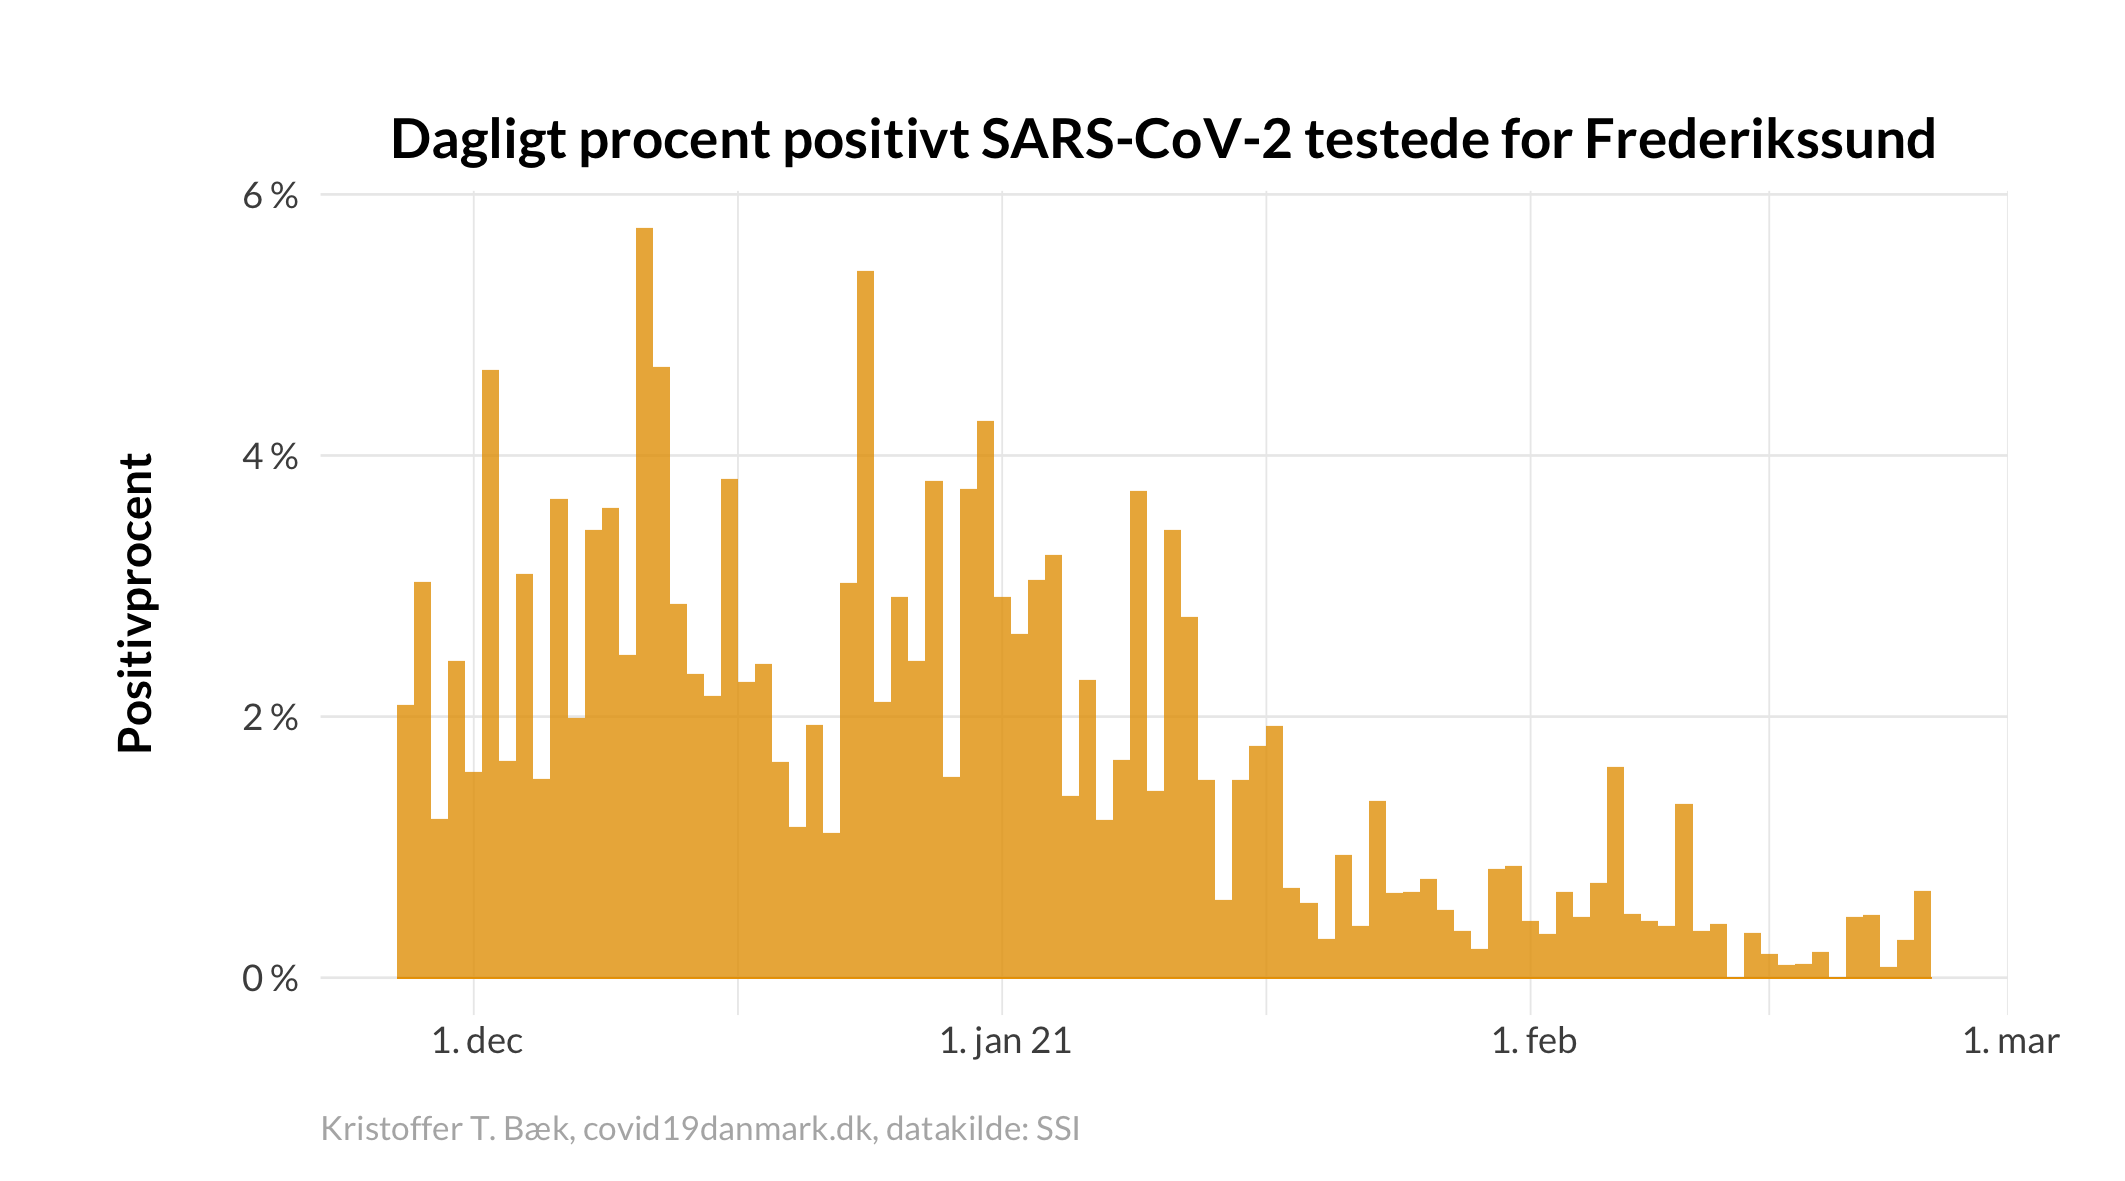 Dagligt procent positivt SARS-CoV-2 testede for Frederikssund
Positivprocent
6 %
4 %
2 %
0 %
1. dec
1. jan 21
1. feb
1. mar
Kristoffer T. Bæk, covid19danmark.dk, datakilde: SSI